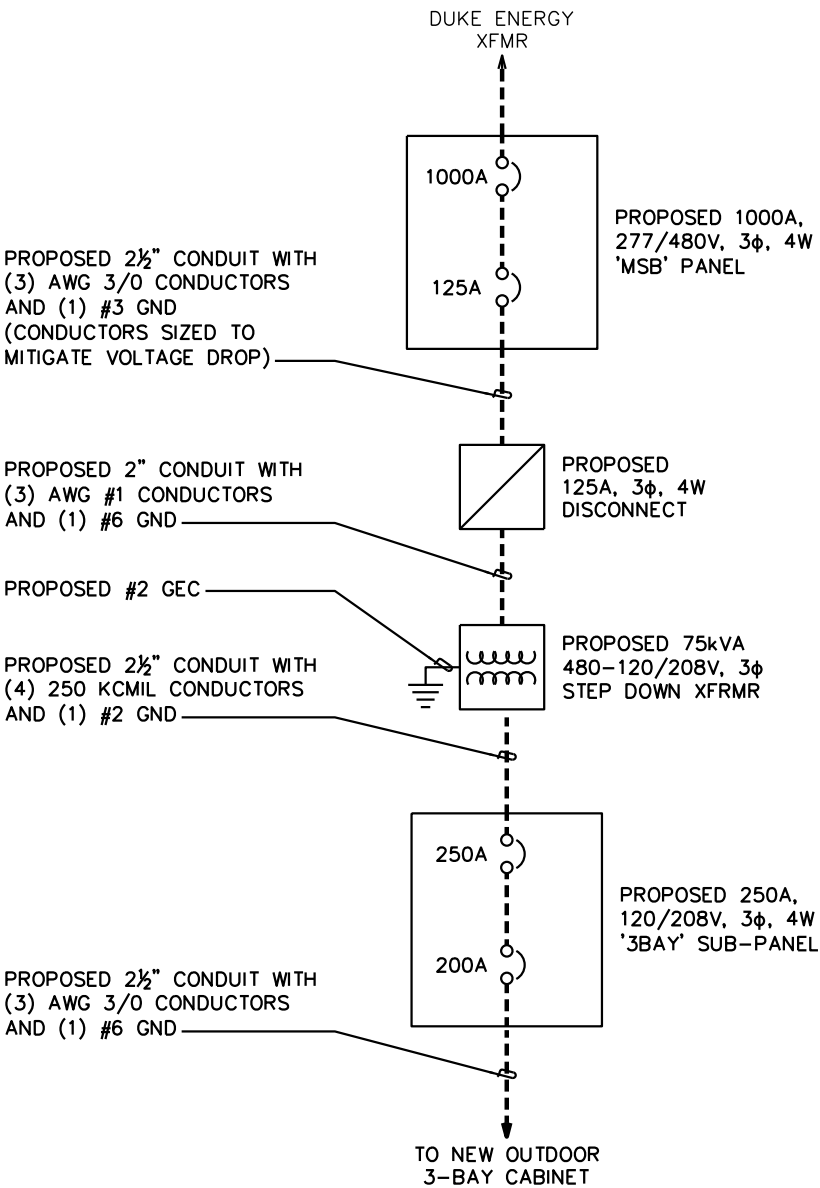 DUKE ENERGY
XFMR
1000A
125A
PROPOSED 1000A,
277/480V, 3ϕ, 4W
'MSB' PANEL
PROPOSED 2½" CONDUIT WITH
(3) AWG 3/0 CONDUCTORS
AND (1) #3 GND
(CONDUCTORS SIZED TO
MITIGATE VOLTAGE DROP)
PROPOSED
125A, 3ϕ, 4W
DISCONNECT
PROPOSED 2" CONDUIT WITH
(3) AWG #1 CONDUCTORS
AND (1) #6 GND
PROPOSED #2 GEC
PROPOSED 75kVA
480-120/208V, 3ϕ
STEP DOWN XFRMR
PROPOSED 2½" CONDUIT WITH
(4) 250 KCMIL CONDUCTORS
AND (1) #2 GND
250A
200A
PROPOSED 250A,
120/208V, 3ϕ, 4W
'3BAY' SUB-PANEL
PROPOSED 2½" CONDUIT WITH
(3) AWG 3/0 CONDUCTORS
AND (1) #6 GND
TO NEW OUTDOOR
3-BAY CABINET